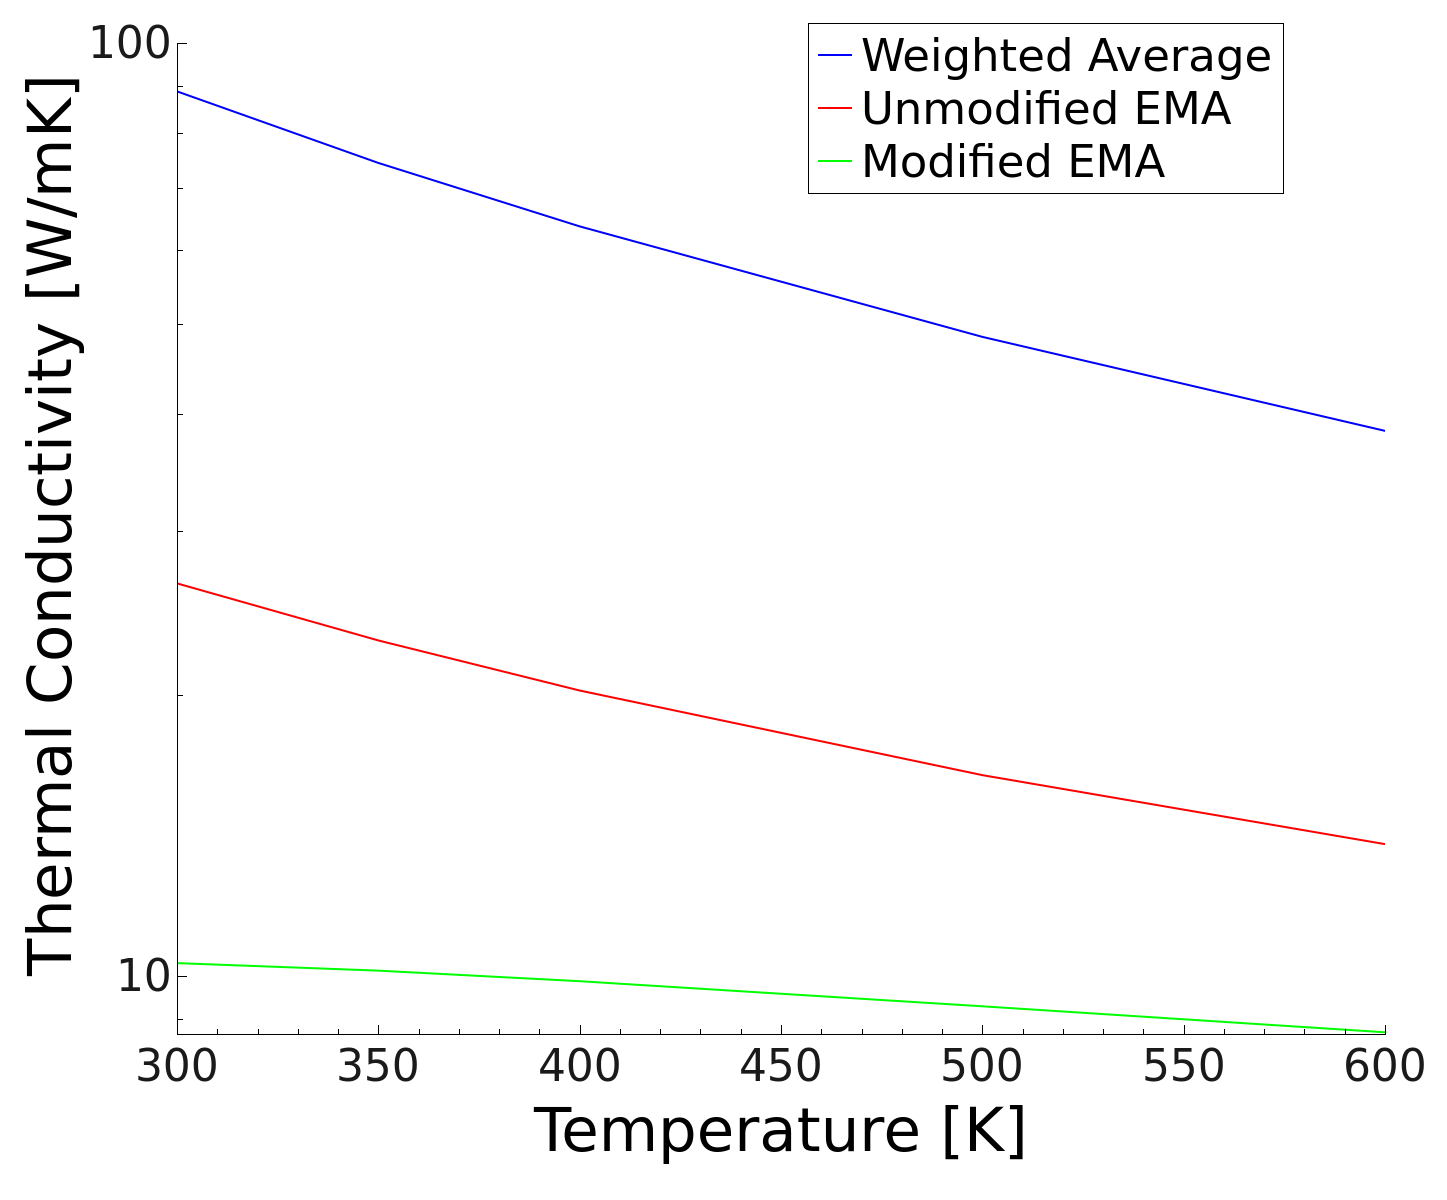 100
Weighted Average
Unmodified EMA
Modified EMA
Thermal Conductivity [W/mK]
10
300 350 400 450 500 550 600
Temperature [K]